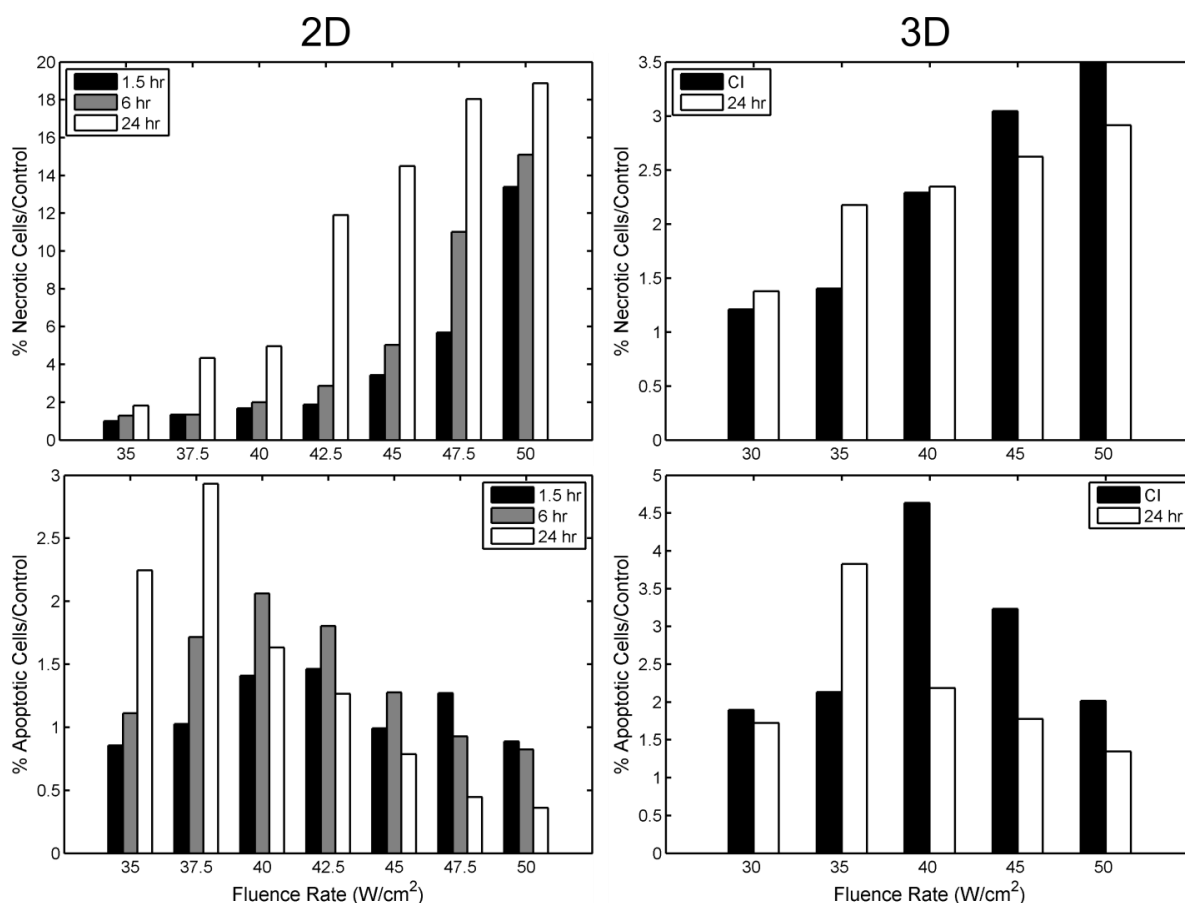 2D
3D
% Necrotic Cells/Control
20
18
16
14
12
10
8
6
4
2
0
1.5 hr
6 hr
24 hr
35 37.5 40 42.5 45 47.5 50
% Necrotic Cells/Control
3.5
3
2.5
2
1.5
1
0.5
0
CI
24 hr
30 35 40 45 50
% Apoptotic Cells/Control
3
2.5
2
1.5
1
0.5
0
1.5 hr
6 hr
24 hr
35 37.5 40 42.5 45 47.5 50
Fluence Rate (W/cm²)
% Apoptotic Cells/Control
5
4.5
4
3.5
3
2.5
2
1.5
1
0.5
0
CI
24 hr
30 35 40 45 50
Fluence Rate (W/cm²)